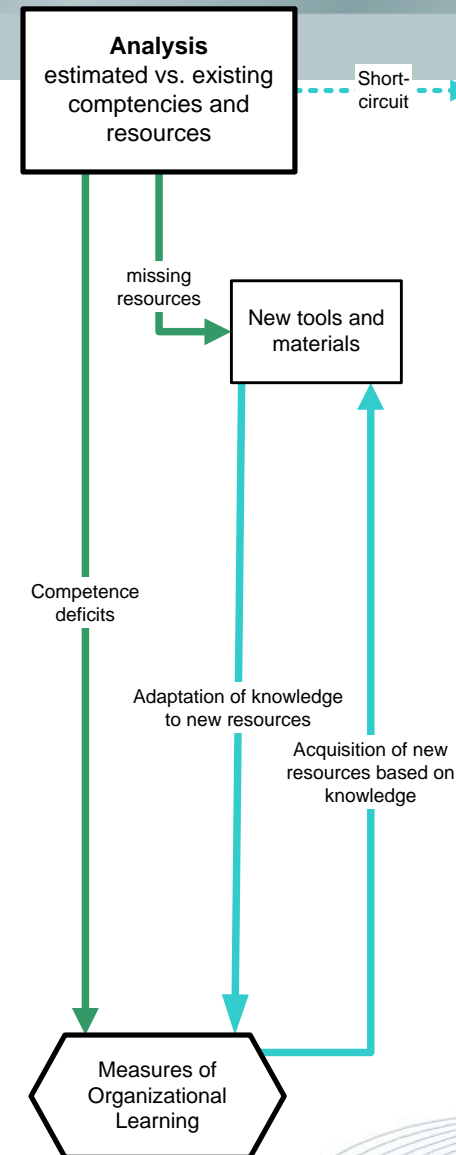 Analysis
estimated vs. existing
comptencies and
resources
Short-
circuit
missing
resources
New tools and
materials
Competence
deficits
Adaptation of knowledge
to new resources
Acquisition of new
resources based on
knowledge
Measures of
Organizational
Learning